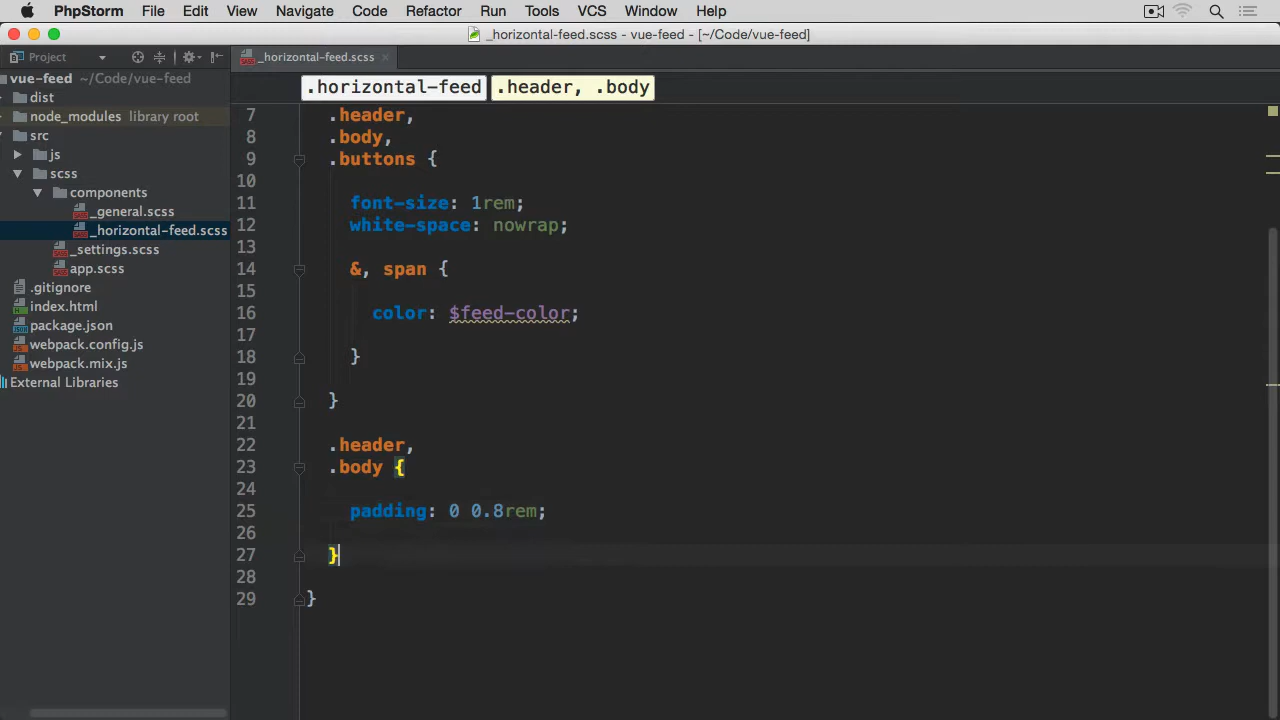 PhpStorm File Edit View Navigate Code Refactor Run Tools VCS Window Help
_horizontal-feed.scss - vue-feed - [~/Code/vue-feed]
Project
_horizontal-feed.scss
vue-feed ~/Code/vue-feed
dist
node_modules library root
src
js
scss
components
_general.scss
_horizontal-feed.scss
_settings.scss
app.scss
.gitignore
index.html
package.json
webpack.config.js
webpack.mix.js
External Libraries
.horizontal-feed .header, .body
7 .header,
8 .body,
9 .buttons {
10
11 font-size: 1rem;
12 white-space: nowrap;
13
14 &, span {
15
16 color: $feed-color;
17
18 }
19
20 }
21
22 .header,
23 .body {
24
25 padding: 0 0.8rem;
26
27 }
28
29 }